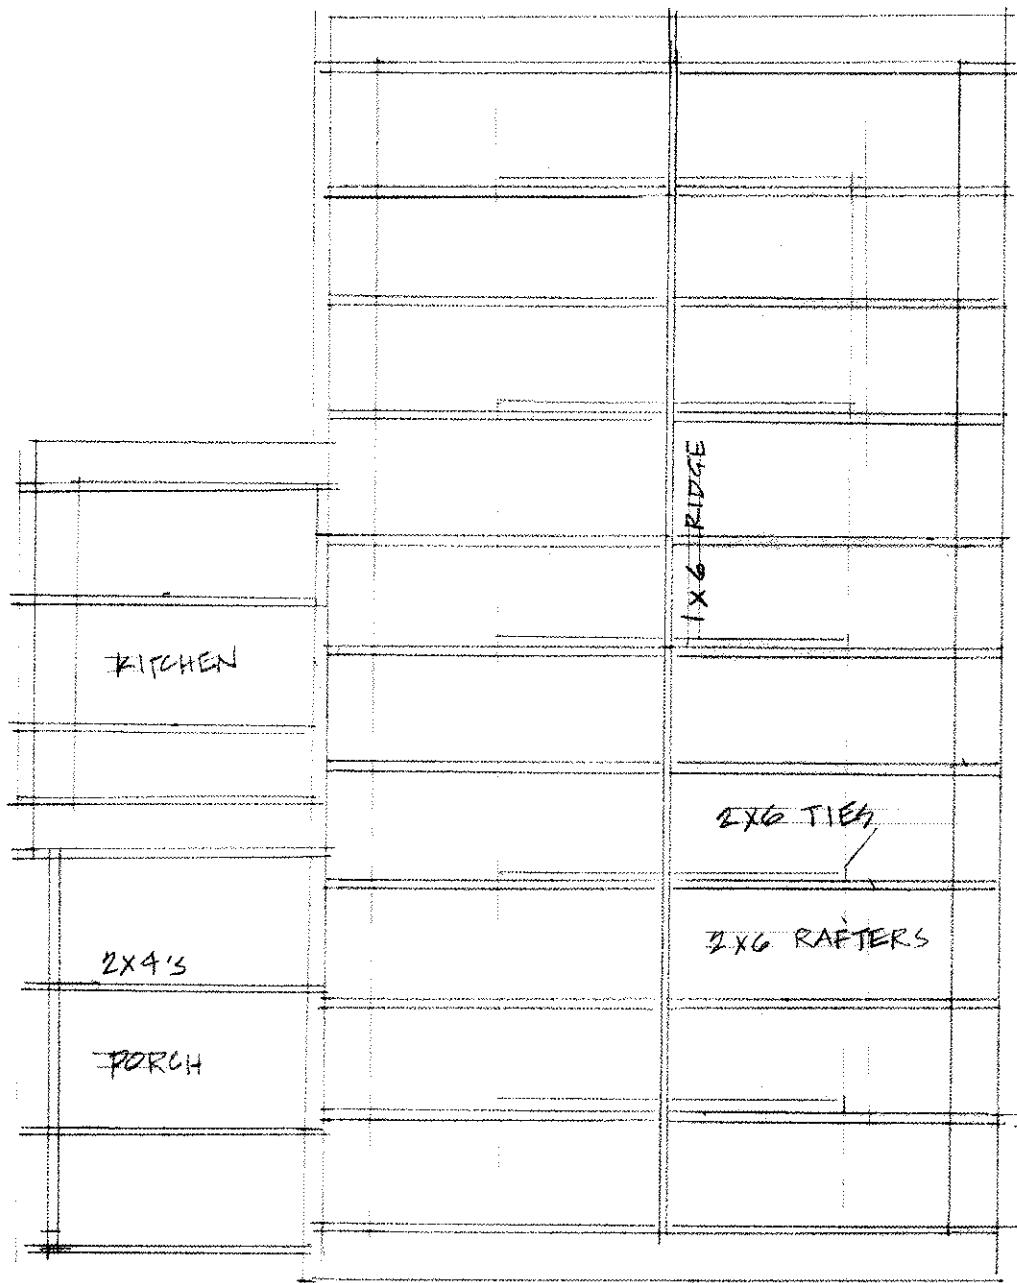 1X6 RIDGE
KITCHEN
2X6 TIES
2X6 RAFTERS
2X4'S
PORCH